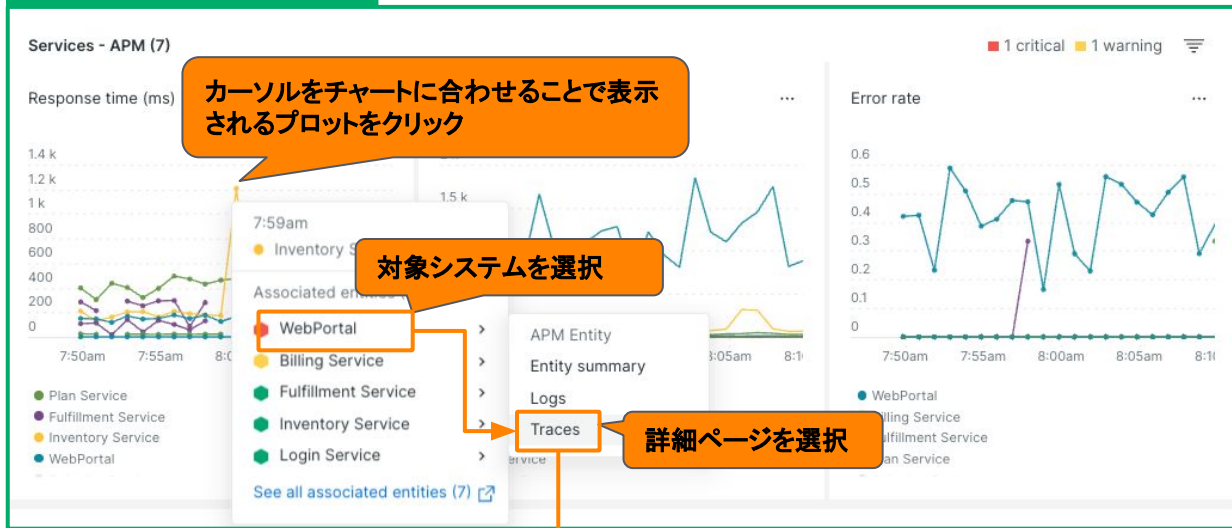 Services - APM (7)
1 critical
1 warning
Response time (ms)
カーソルをチャートに合わせることで表示
されるプロットをクリック
...
Error rate
...
1.4 k
1.2 k
1 k
800
600
400
200
0
7:50am
7:55am
Plan Service
Fulfillment Service
Inventory Service
WebPortal
1.5 k
7:59am
Inventory
対象システムを選択
Associated
WebPortal
Billing Service
Fulfillment Service
Inventory Service
Login Service
See all associated entities (7)
APM Entity
Entity summary
Logs
Traces
詳細ページを選択
0.6
0.5
0.4
0.3
0.2
0.1
0
7:50am
7:55am
8:00am
8:05am
WebPortal
Service
Service
Service